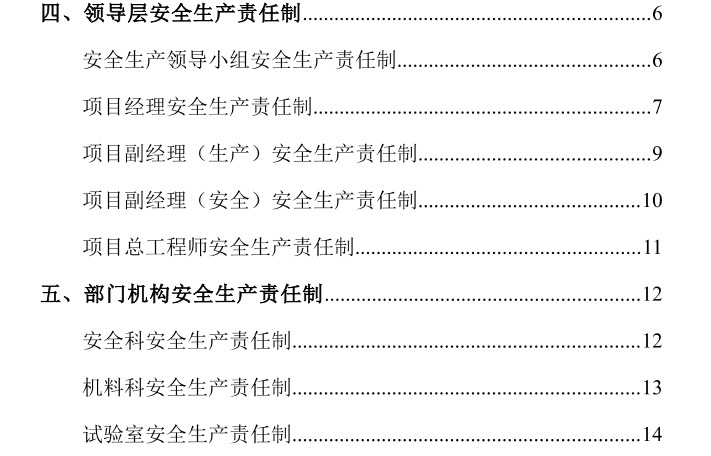 四、领导层安全生产责任制......................................................................6
安全生产领导小组安全生产责任制...................................................6
项目经理安全生产责任制....................................................................7
项目副经理（生产）安全生产责任制...............................................9
项目副经理（安全）安全生产责任制.............................................10
项目总工程师安全生产责任制..........................................................11
五、部门机构安全生产责任制................................................................12
安全科安全生产责任制......................................................................12
机料科安全生产责任制......................................................................13
试验室安全生产责任制......................................................................14